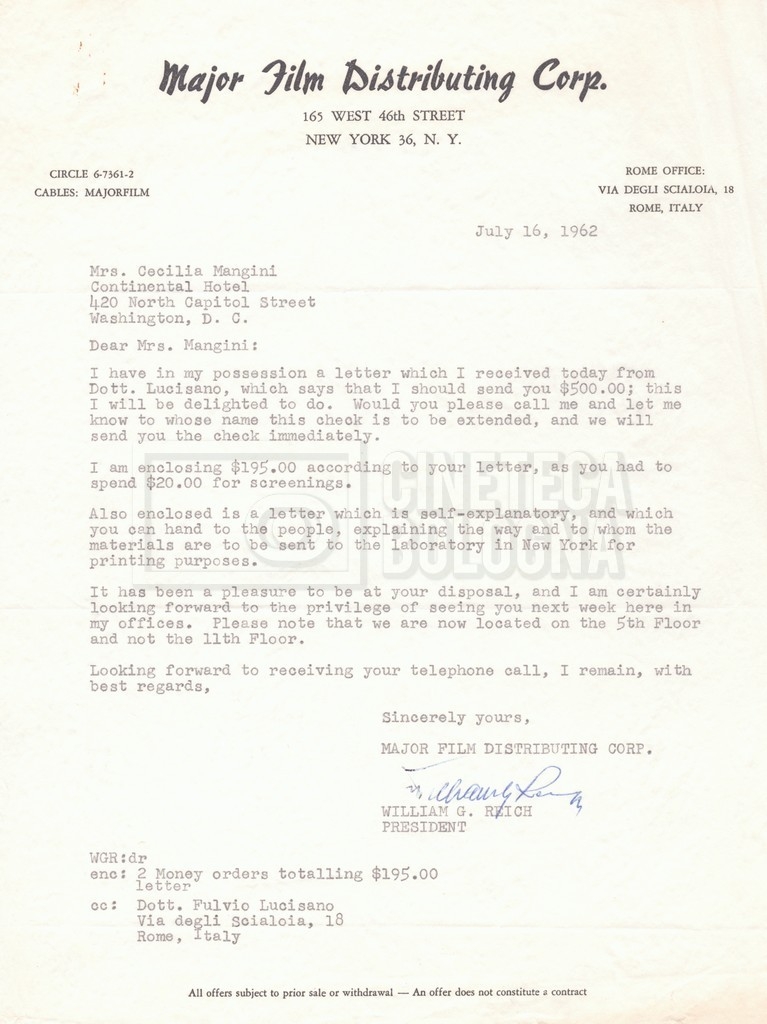 Major Film Distributing Corp.
165 WEST 46th STREET
NEW YORK 36, N. Y.
CIRCLE 6-7361-2
CABLES: MAJORFILM
ROME OFFICE:
VIA DEGLI SCIALOIA, 18
ROME, ITALY
July 16, 1962
Mrs. Cecilia Mangini
Continental Hotel
420 North Capitol Street
Washington, D. C.
Dear Mrs. Mangini:
I have in my possession a letter which I received today from
Dott. Lucisano, which says that I should send you $500.00; this
I will be delighted to do. Would you please call me and let me
know to whose name this check is to be extended, and we will
send you the check immediately.
I am enclosing $195.00 according to your letter, as you had to
spend $20.00 for screenings.
Also enclosed is a letter which is self-explanatory, and which
you can hand to the people, explaining the way and to whom the
materials are to be sent to the laboratory in New York for
printing purposes.
It has been a pleasure to be at your disposal, and I am certainly
looking forward to the privilege of seeing you next week here in
my offices. Please note that we are now located on the 5th Floor
and not the 11th Floor.
Looking forward to receiving your telephone call, I remain, with
best regards,
Sincerely yours,
MAJOR FILM DISTRIBUTING CORP.
WILLIAM G. REICH
PRESIDENT
WGR:dr
enc: 2 Money orders totalling $195.00
letter
cc: Dott. Fulvio Lucisano
Via degli Scialoia, 18
Rome, Italy
All offers subject to prior sale or withdrawal — An offer does not constitute a contract
CINETECA
BOLOGNA